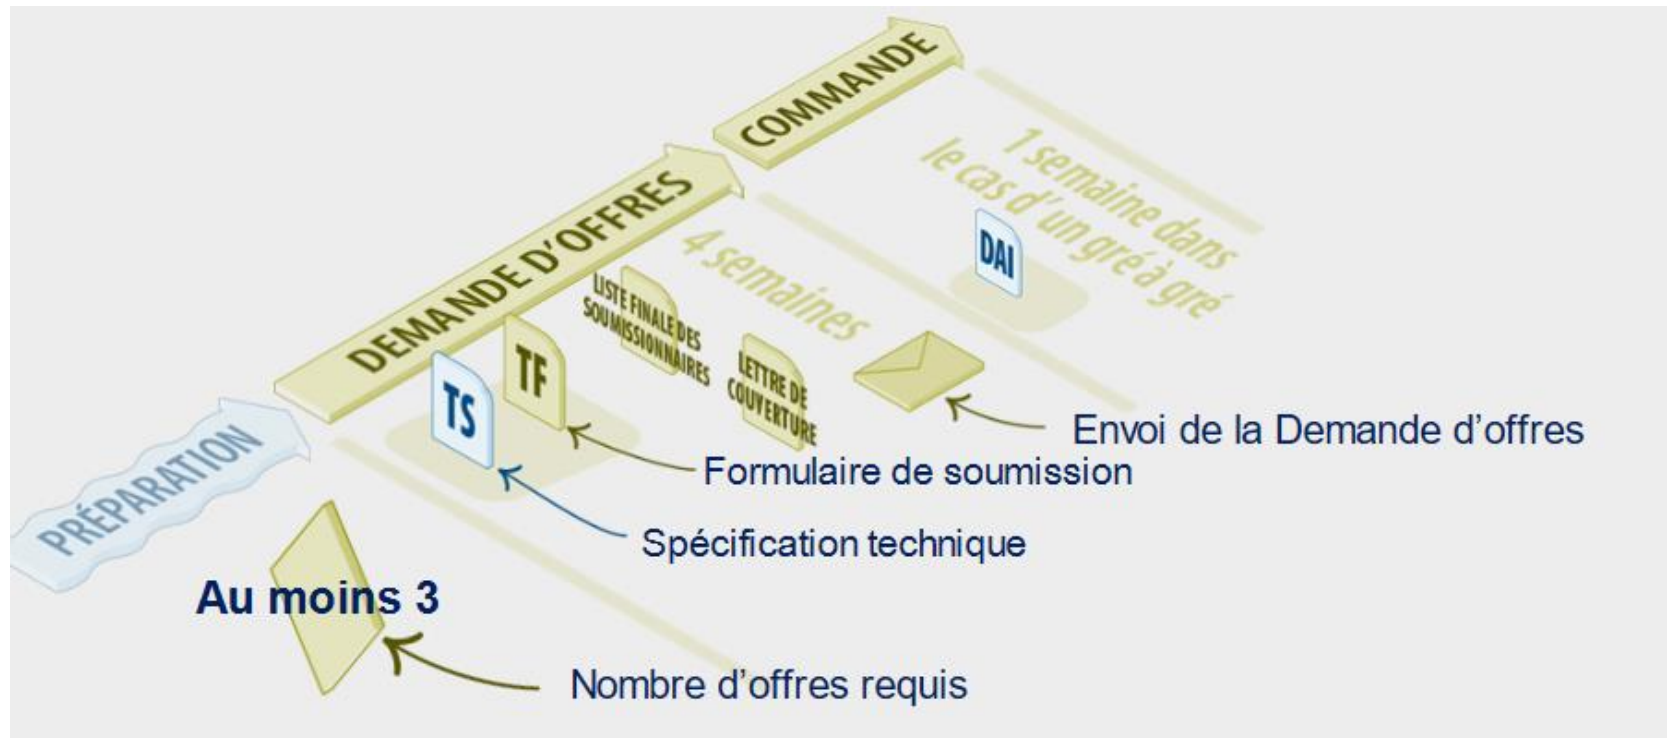 COMMANDE
1 semaine dans
le cas d'un gré à gré
DAI
DEMANDE D'OFFRES
4 semaines
LISTE FINALE DES
SOUMISSIONNAIRES
TF
TS
LETTRE DE
COUVERTURE
Envoi de la Demande d'offres
Formulaire de soumission
Spécification technique
PRÉPARATION
Au moins 3
Nombre d'offres requis